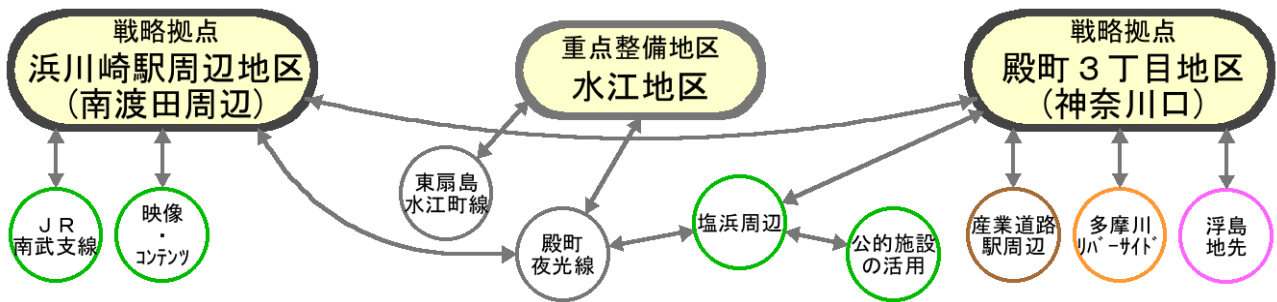 戦略拠点
浜川崎駅周辺地区
（南渡田周辺）
重点整備地区
水江地区
戦略拠点
殿町３丁目地区
（神奈川口）
ＪＲ
南武支線
映像
・
コンテンツ
東扇島
水江町線
殿町
夜光線
塩浜周辺
公的施設
の活用
産業道路
駅周辺
多摩川
リバーサイド
浮島
地先